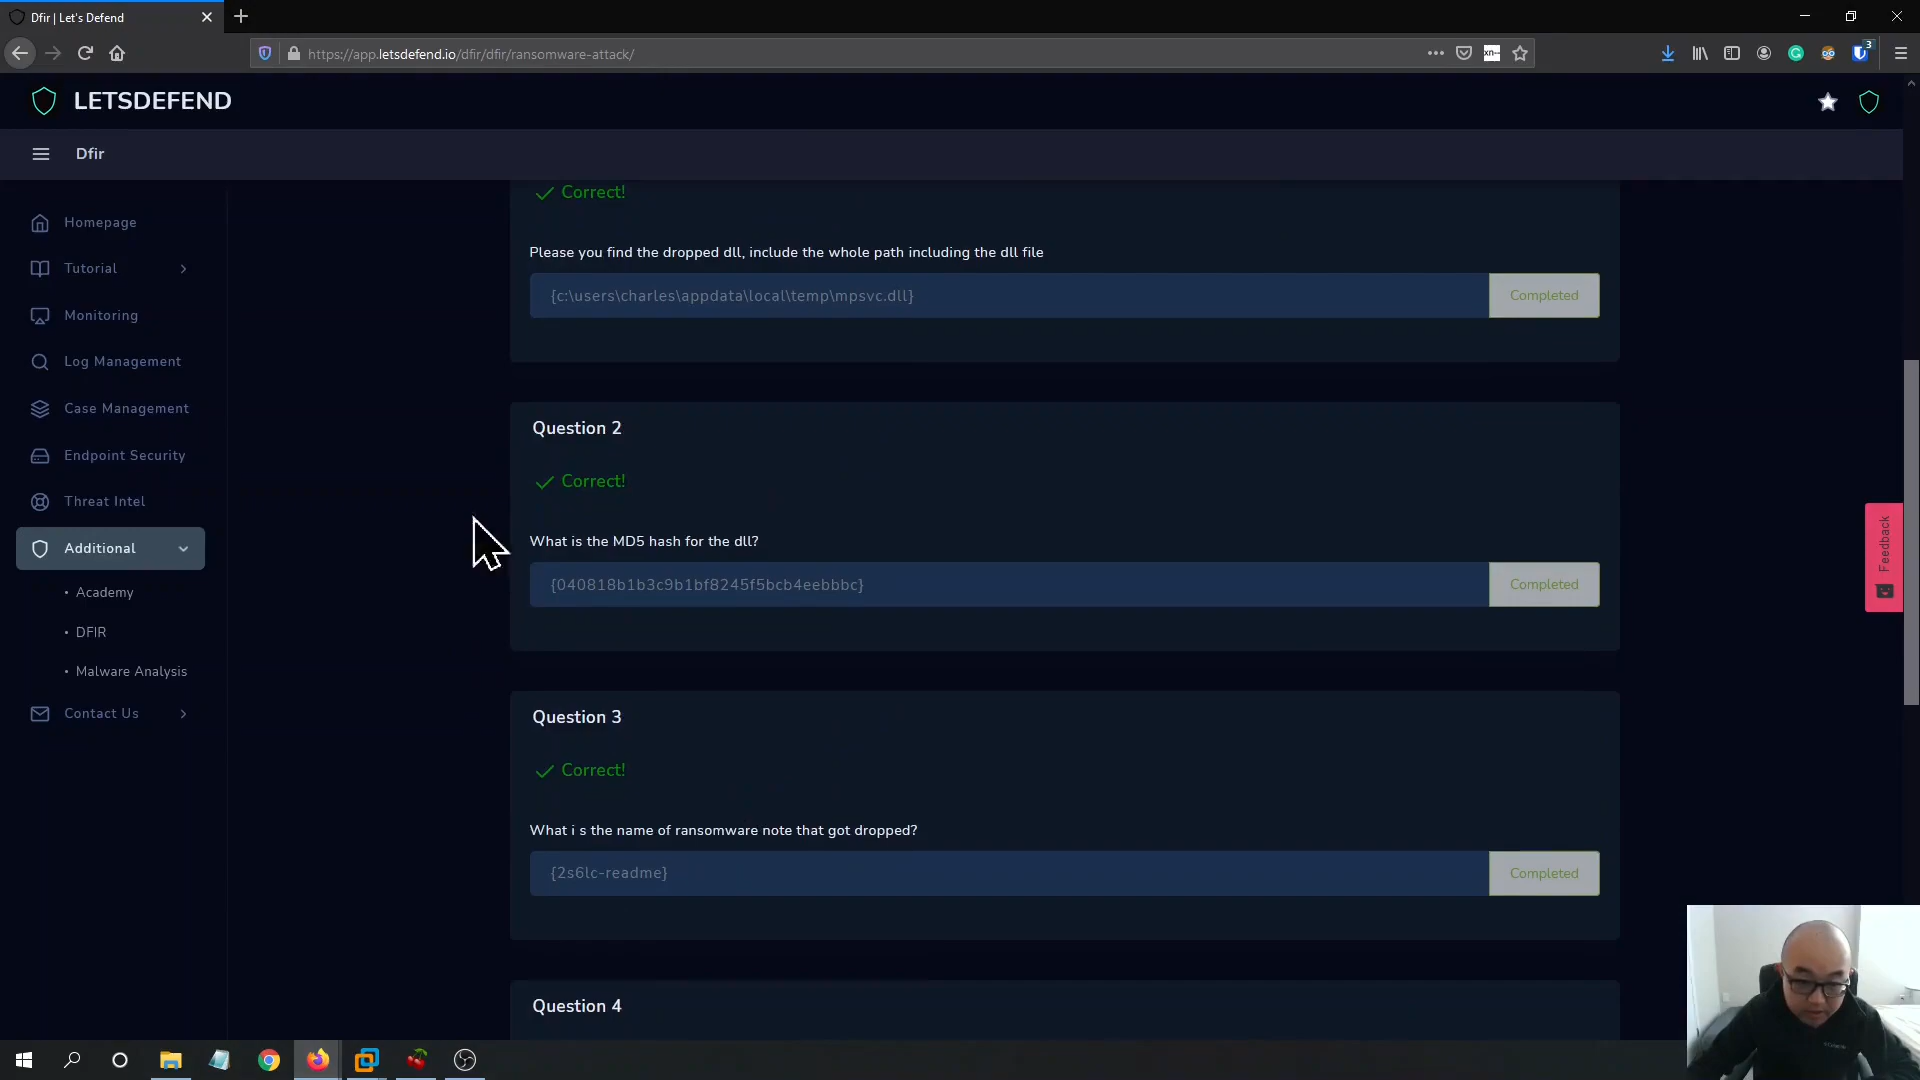 Dfir | Let's Defend
https://app.letsdefend.io/dfir/dfir/ransomware-attack/
xn--
3
LETSDEFEND
Dfir
Homepage
Tutorial
Monitoring
Log Management
Case Management
Endpoint Security
Threat Intel
Additional
• Academy
• DFIR
• Malware Analysis
Contact Us
Correct!
Please you find the dropped dll, include the whole path including the dll file
{c:\users\charles\appdata\local\temp\mpsvc.dll}
Completed
Question 2
Correct!
What is the MD5 hash for the dll?
{040818b1b3c9b1bf8245f5bcb4eebbbc}
Completed
Question 3
Correct!
What i s the name of ransomware note that got dropped?
{2s6lc-readme}
Completed
Question 4
Feedback